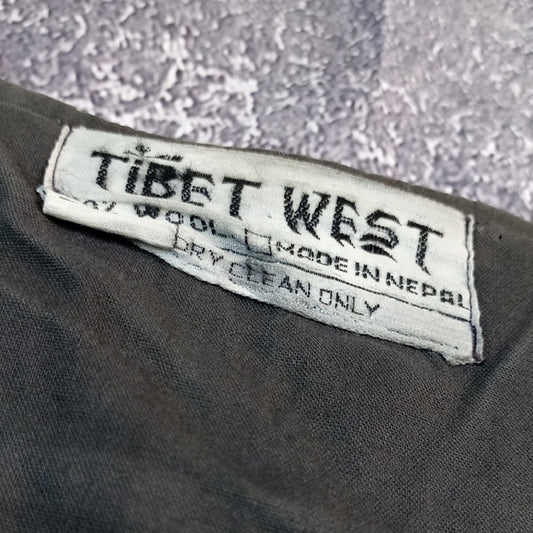 TIBET WEST
% WOOL MADE IN NEPAL
DRY CLEAN ONLY